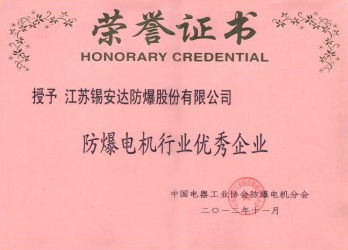 荣誉证书
HONORARY CREDENTIAL
授予 江苏锡安达防爆股份有限公司
防爆电机行业优秀企业
中国电器工业协会防爆电机分会
二〇一二年十一月